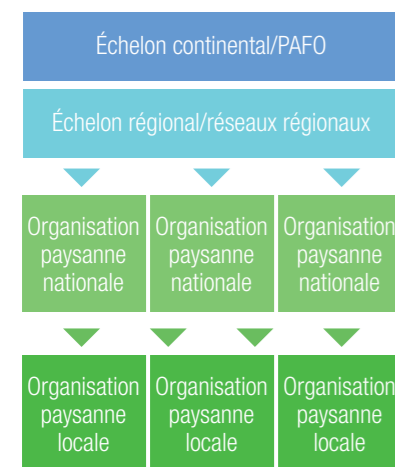 Échelon continental/PAFO
Échelon régional/réseaux régionaux
Organisation
paysanne
nationale
Organisation
paysanne
nationale
Organisation
paysanne
nationale
Organisation
paysanne
locale
Organisation
paysanne
locale
Organisation
paysanne
locale